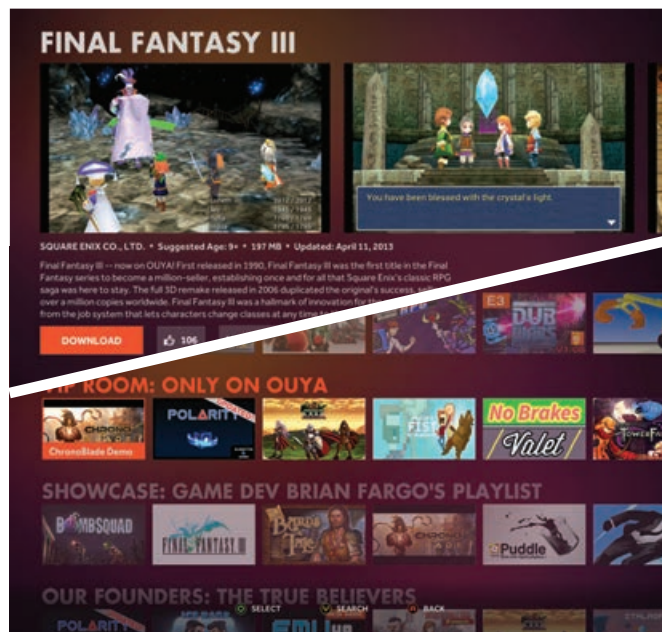 FINAL FANTASY III
You have been blessed with the crystal's light.
SQUARE ENIX CO., LTD. • Suggested Age: 9+ • 197 MB • Updated: April 11, 2013
Final Fantasy III -- now on OUYA! First released in 1990, Final Fantasy III was the first title in the Final
Fantasy series to become a million-seller, establishing once and for all that Square Enix's classic RPG
saga was here to stay. The full 3D remake released in 2006 duplicated the original's success,
over a million copies worldwide. Final Fantasy III was a hallmark of innovation for
from the job system that lets characters change classes at any time
DOWNLOAD
106
E3
DUB WARS
ROOM: ONLY ON OUYA
ChronoBlade Demo
POLARITY
UPDATED!
FIST
No Brakes
Valet
TOWERFA
SHOWCASE: GAME DEV BRIAN FARGO'S PLAYLIST
BOMBSQUAD
FINAL FANTASY III
BARD'S TALE
Puddle
OUR FOUNDERS: THE TRUE BELIEVERS
SELECT
SEARCH
BACK
POLARITY